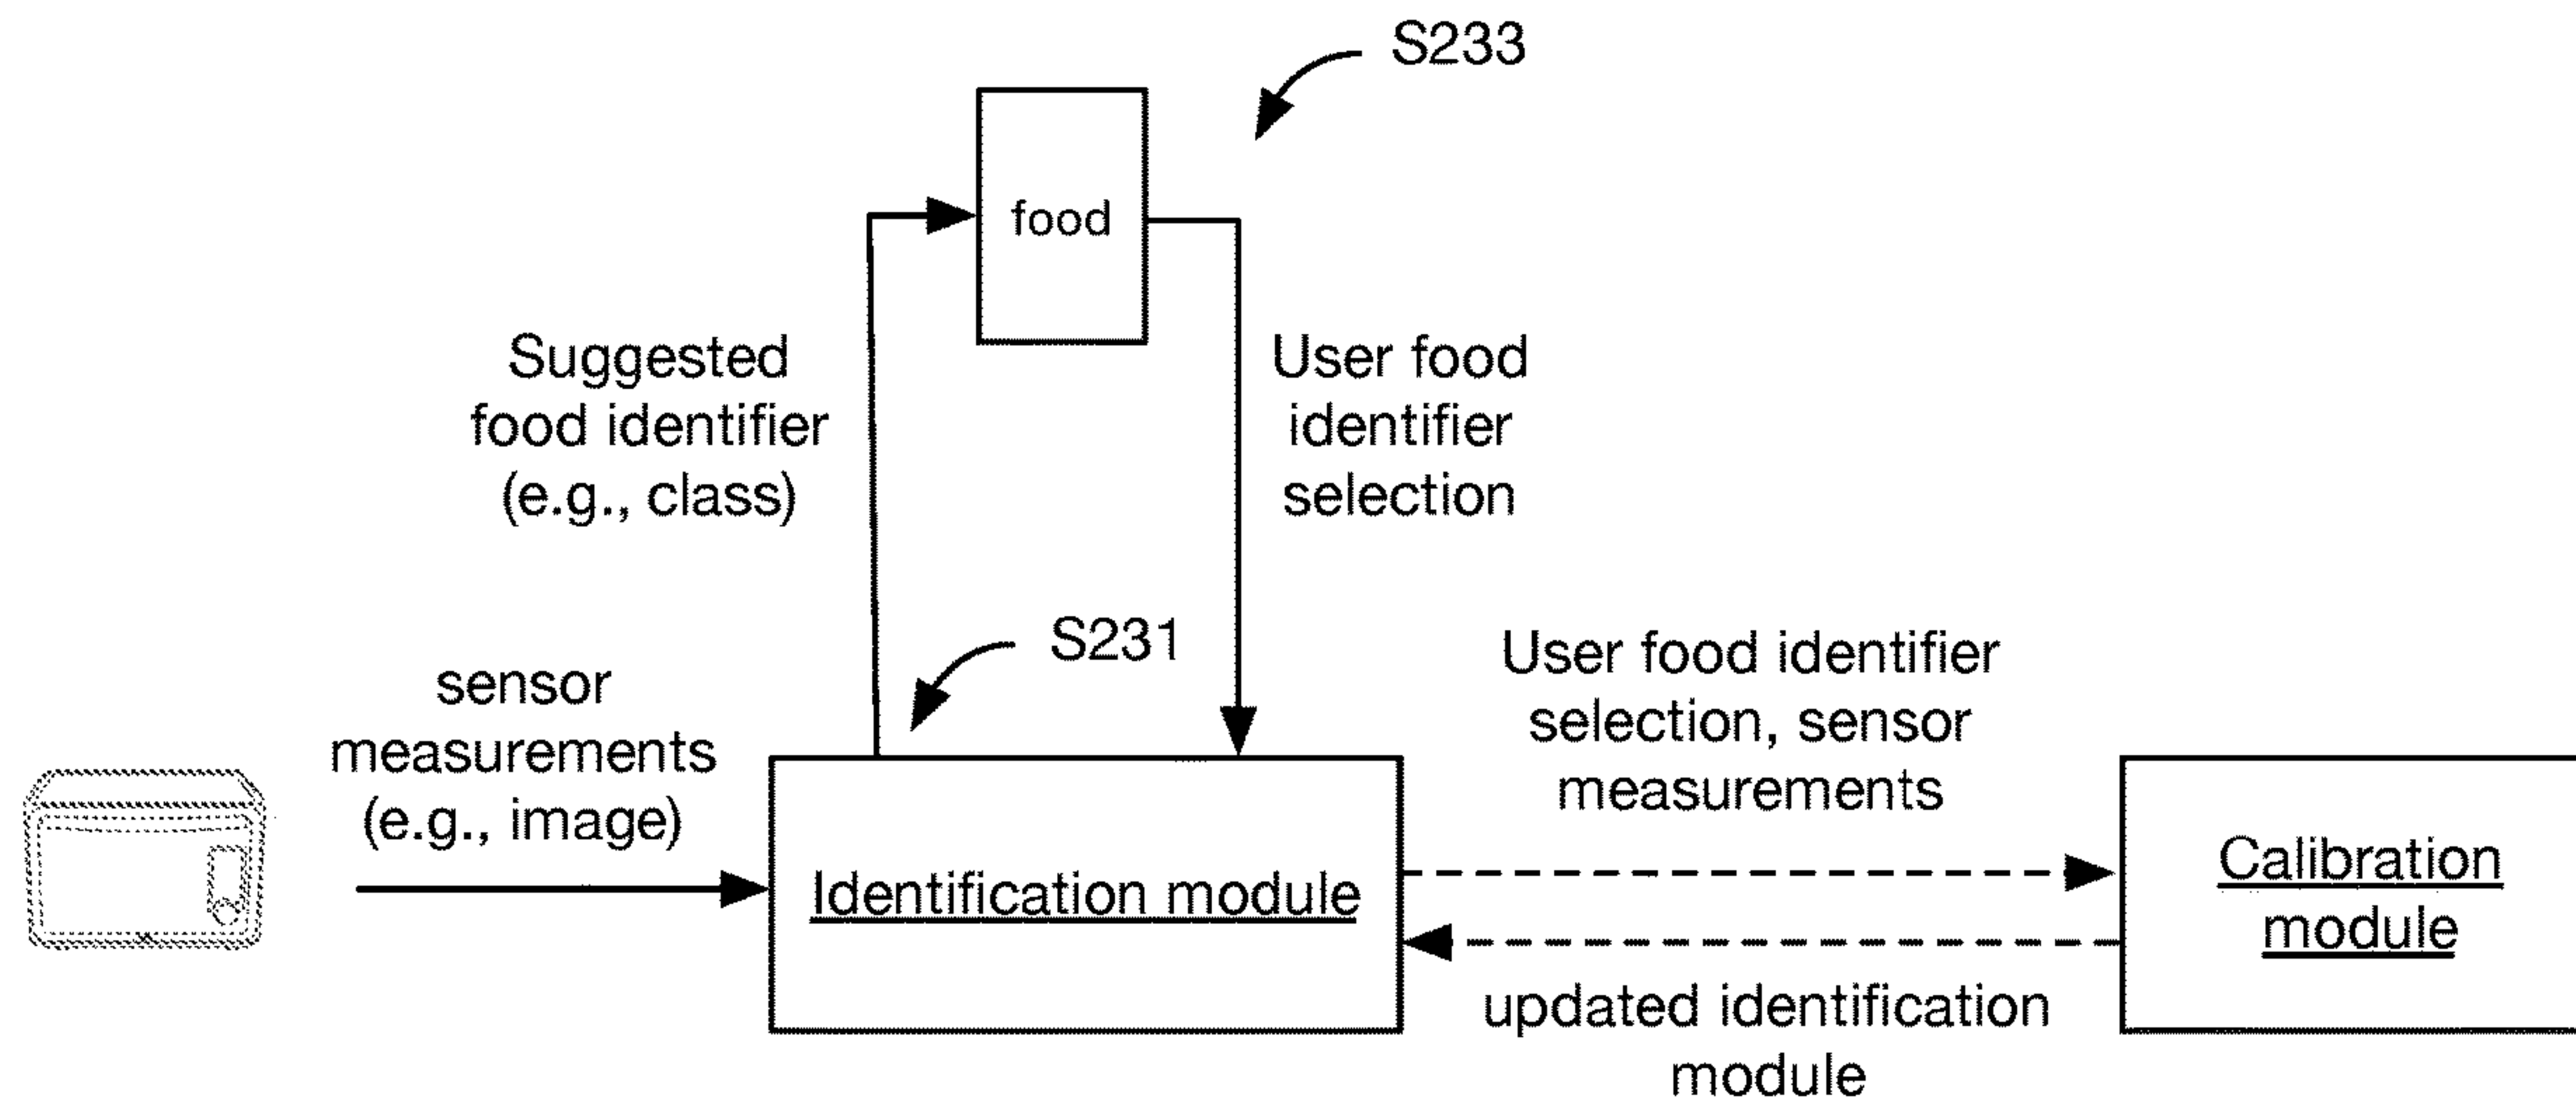 S233
food
Suggested
food identifier
(e.g., class)
User food
identifier
selection
S231
sensor
measurements
(e.g., image)
User food identifier
selection, sensor
measurements
Identification module
Calibration
module
updated identification
module